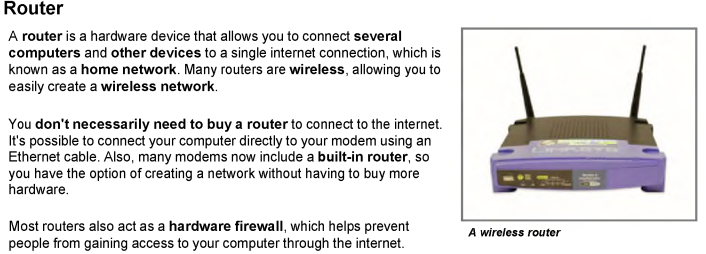 Router
A router is a hardware device that allows you to connect several
computers and other devices to a single internet connection, which is
known as a home network. Many routers are wireless, allowing you to
easily create a wireless network.
You don't necessarily need to buy a router to connect to the internet.
It's possible to connect your computer directly to your modem using an
Ethernet cable. Also, many modems now include a built-in router, so
you have the option of creating a network without having to buy more
hardware.
Most routers also act as a hardware firewall, which helps prevent
people from gaining access to your computer through the internet.
LINKSYS
A wireless router